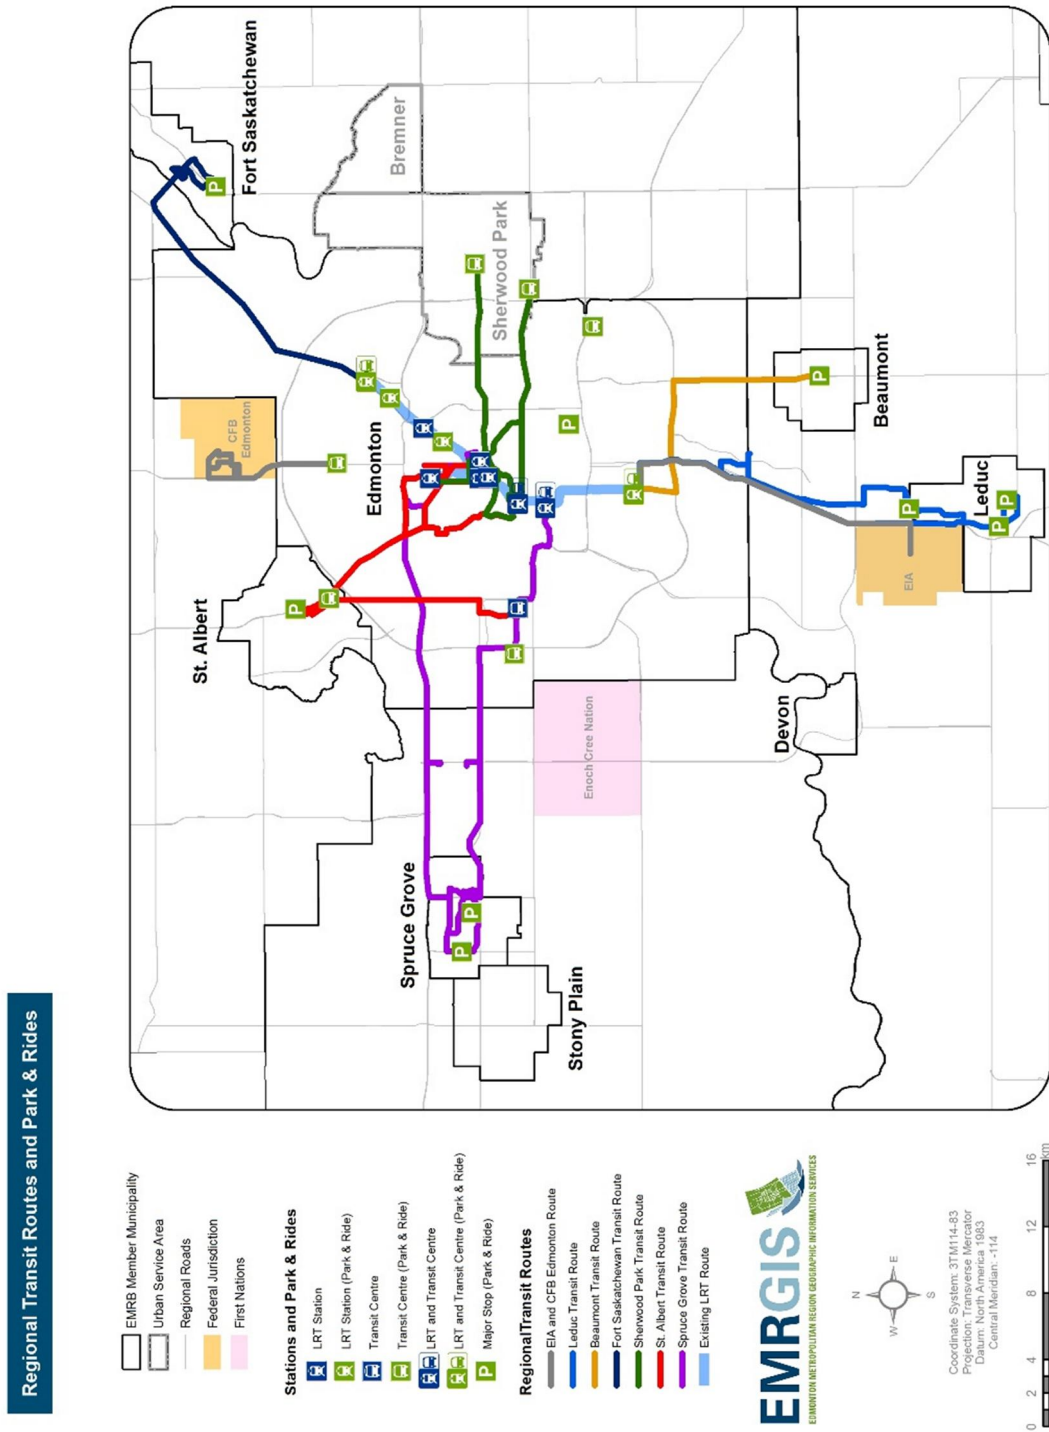 Regional Transit Routes and Park & Rides
EMRB Member Municipality
Urban Service Area
Regional Roads
Federal Jurisdiction
First Nations
Stations and Park & Rides
LRT Station
LRT Station (Park & Ride)
Transit Centre
Transit Centre (Park & Ride)
LRT and Transit Centre
LRT and Transit Centre (Park & Ride)
P Major Stop (Park & Ride)
RegionalTransit Routes
EIA and CFB Edmonton Route
Leduc Transit Route
Beaumont Transit Route
Fort Saskatchewan Transit Route
Sherwood Park Transit Route
St. Albert Transit Route
Spruce Grove Transit Route
Existing LRT Route
EMRGIS
EDMONTON METROPOLITAN REGION GEOGRAPHIC INFORMATION SERVICES
N
W E
S
Coordinate System: 3TM114-83
Projection: Transverse Mercator
Datum: North America 1983
Central Meridian: -114
0 2 4 8 12 16
km
Fort Saskatchewan
P
Bremner
CFB
Edmonton
Sherwood Park
Edmonton
St. Albert
P
P
Spruce Grove
P
P
Stony Plain
Enoch Cree Nation
Devon
Beaumont
P
EIA
Leduc
P
P
P